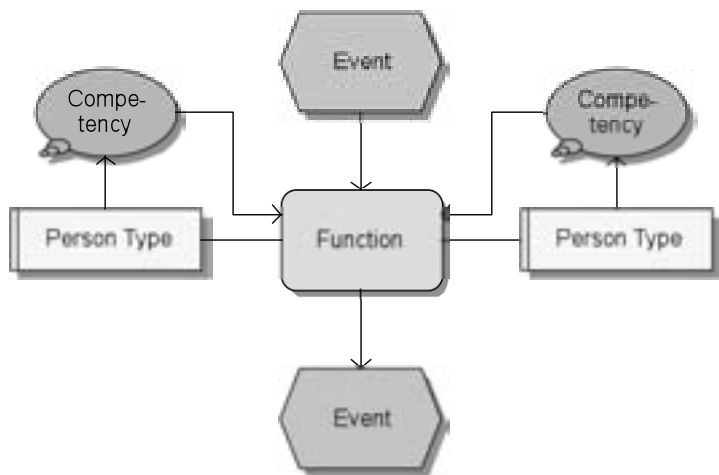 Event
Compe-
tency
Compe-
tency
Person Type
Function
Person Type
Event